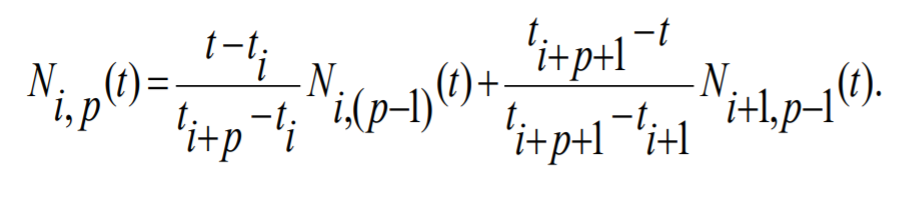 N_{i,p}(t) = \frac{t-t_i}{t_{i+p}-t_i} N_{i,(p-1)}(t) + \frac{t_{i+p+1}-t}{t_{i+p+1}-t_{i+1}} N_{i+1,p-1}(t).